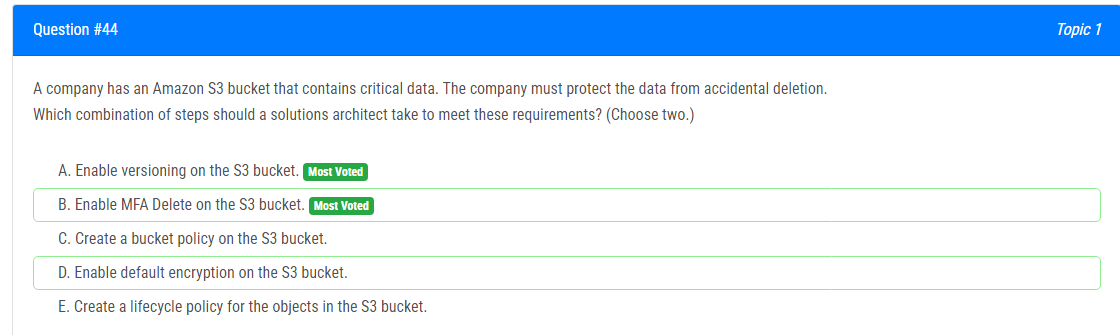 Question #44 Topic 1
A company has an Amazon S3 bucket that contains critical data. The company must protect the data from accidental deletion.
Which combination of steps should a solutions architect take to meet these requirements? (Choose two.)
A. Enable versioning on the S3 bucket. Most Voted
B. Enable MFA Delete on the S3 bucket. Most Voted
C. Create a bucket policy on the S3 bucket.
D. Enable default encryption on the S3 bucket.
E. Create a lifecycle policy for the objects in the S3 bucket.